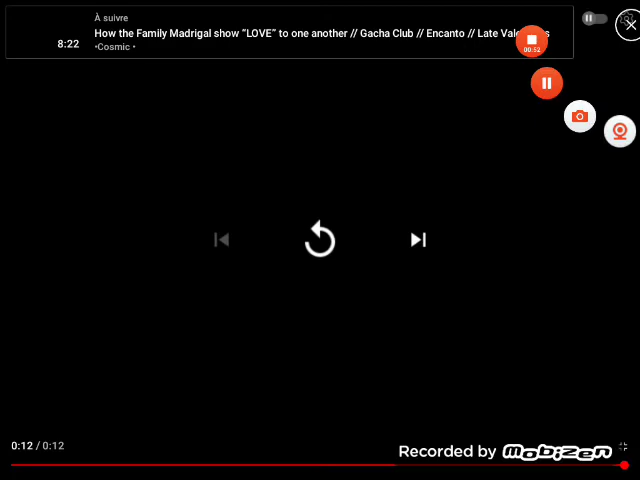 À suivre
8:22
How the Family Madrigal show “LOVE” to one another // Gacha Club // Encanto // Late
•Cosmic •
00:52
0:12 / 0:12
Recorded by Mobizen